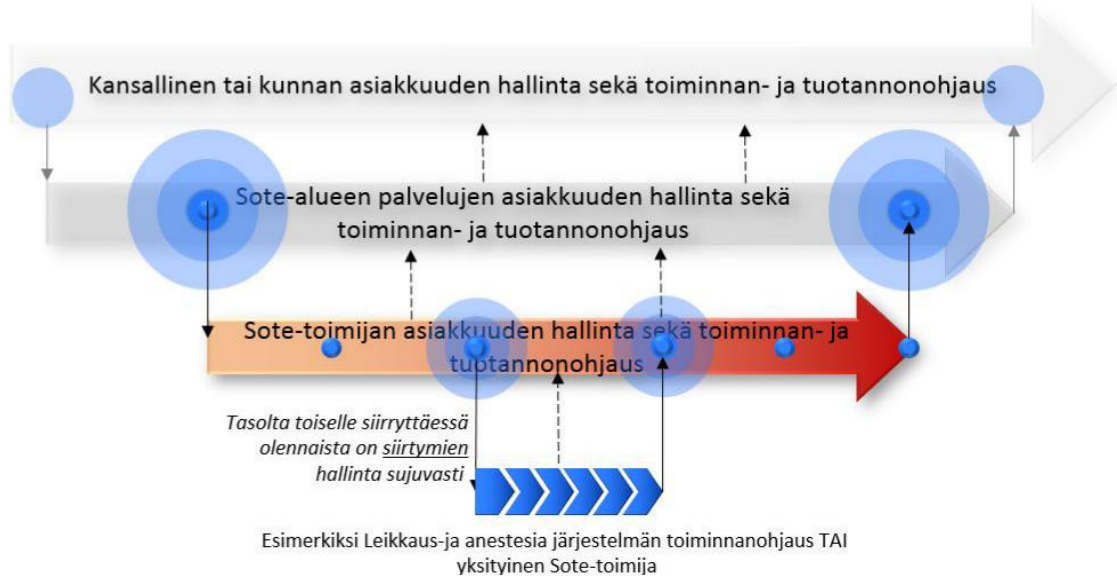 Kansallinen tai kunnan asiakkuuden hallinta sekä toiminnan- ja tuotannonohjaus
Sote-alueen palvelujen asiakkuuden hallinta sekä
toiminnan- ja tuotannonohjaus
Sote-toimijan asiakkuuden hallinta sekä toiminnan- ja
tuotannonohjaus
Tasolta toiselle siirryttäessä
olennaista on siirtymien
hallinta sujuvasti
Esimerkiksi Leikkaus-ja anestesia järjestelmän toiminnanohjaus TAI
yksityinen Sote-toimija